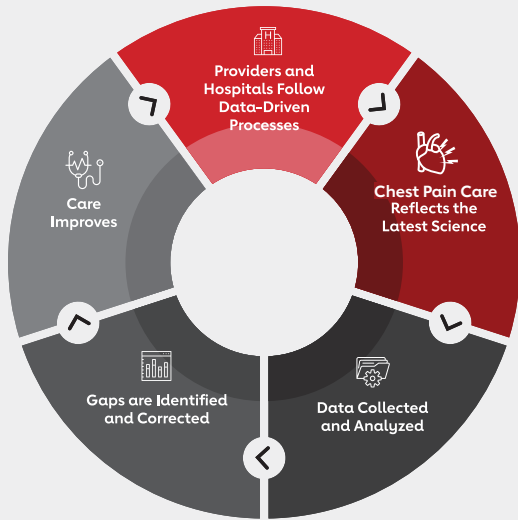 Providers and
Hospitals Follow
Data-Driven
Processes
Chest Pain Care
Reflects the
Latest Science
Data Collected
and Analyzed
Gaps are Identified
and Corrected
Care
Improves